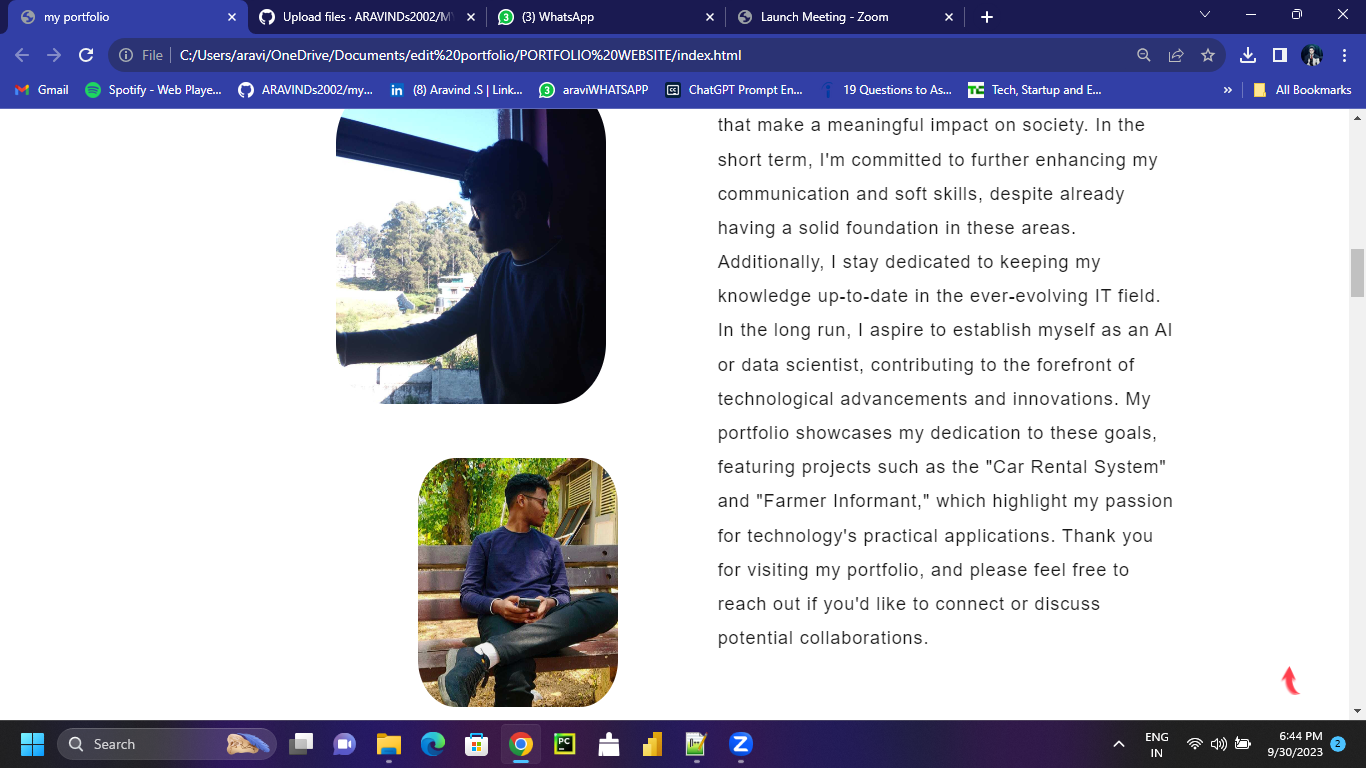 my portfolio
Upload files · ARAVINDs2002/MY
(3) WhatsApp
Launch Meeting - Zoom
File
C:/Users/aravi/OneDrive/Documents/edit%20portfolio/PORTFOLIO%20WEBSITE/index.html
Gmail
Spotify - Web Playe...
ARAVINDs2002/my...
(8) Aravind .S | Link...
araviWHATSAPP
ChatGPT Prompt En...
19 Questions to As...
Tech, Startup and E...
»
All Bookmarks
that make a meaningful impact on society. In the
short term, I'm committed to further enhancing my
communication and soft skills, despite already
having a solid foundation in these areas.
Additionally, I stay dedicated to keeping my
knowledge up-to-date in the ever-evolving IT field.
In the long run, I aspire to establish myself as an AI
or data scientist, contributing to the forefront of
technological advancements and innovations. My
portfolio showcases my dedication to these goals,
featuring projects such as the "Car Rental System"
and "Farmer Informant," which highlight my passion
for technology's practical applications. Thank you
for visiting my portfolio, and please feel free to
reach out if you'd like to connect or discuss
potential collaborations.
Search
ENG
IN
6:44 PM
9/30/2023
2